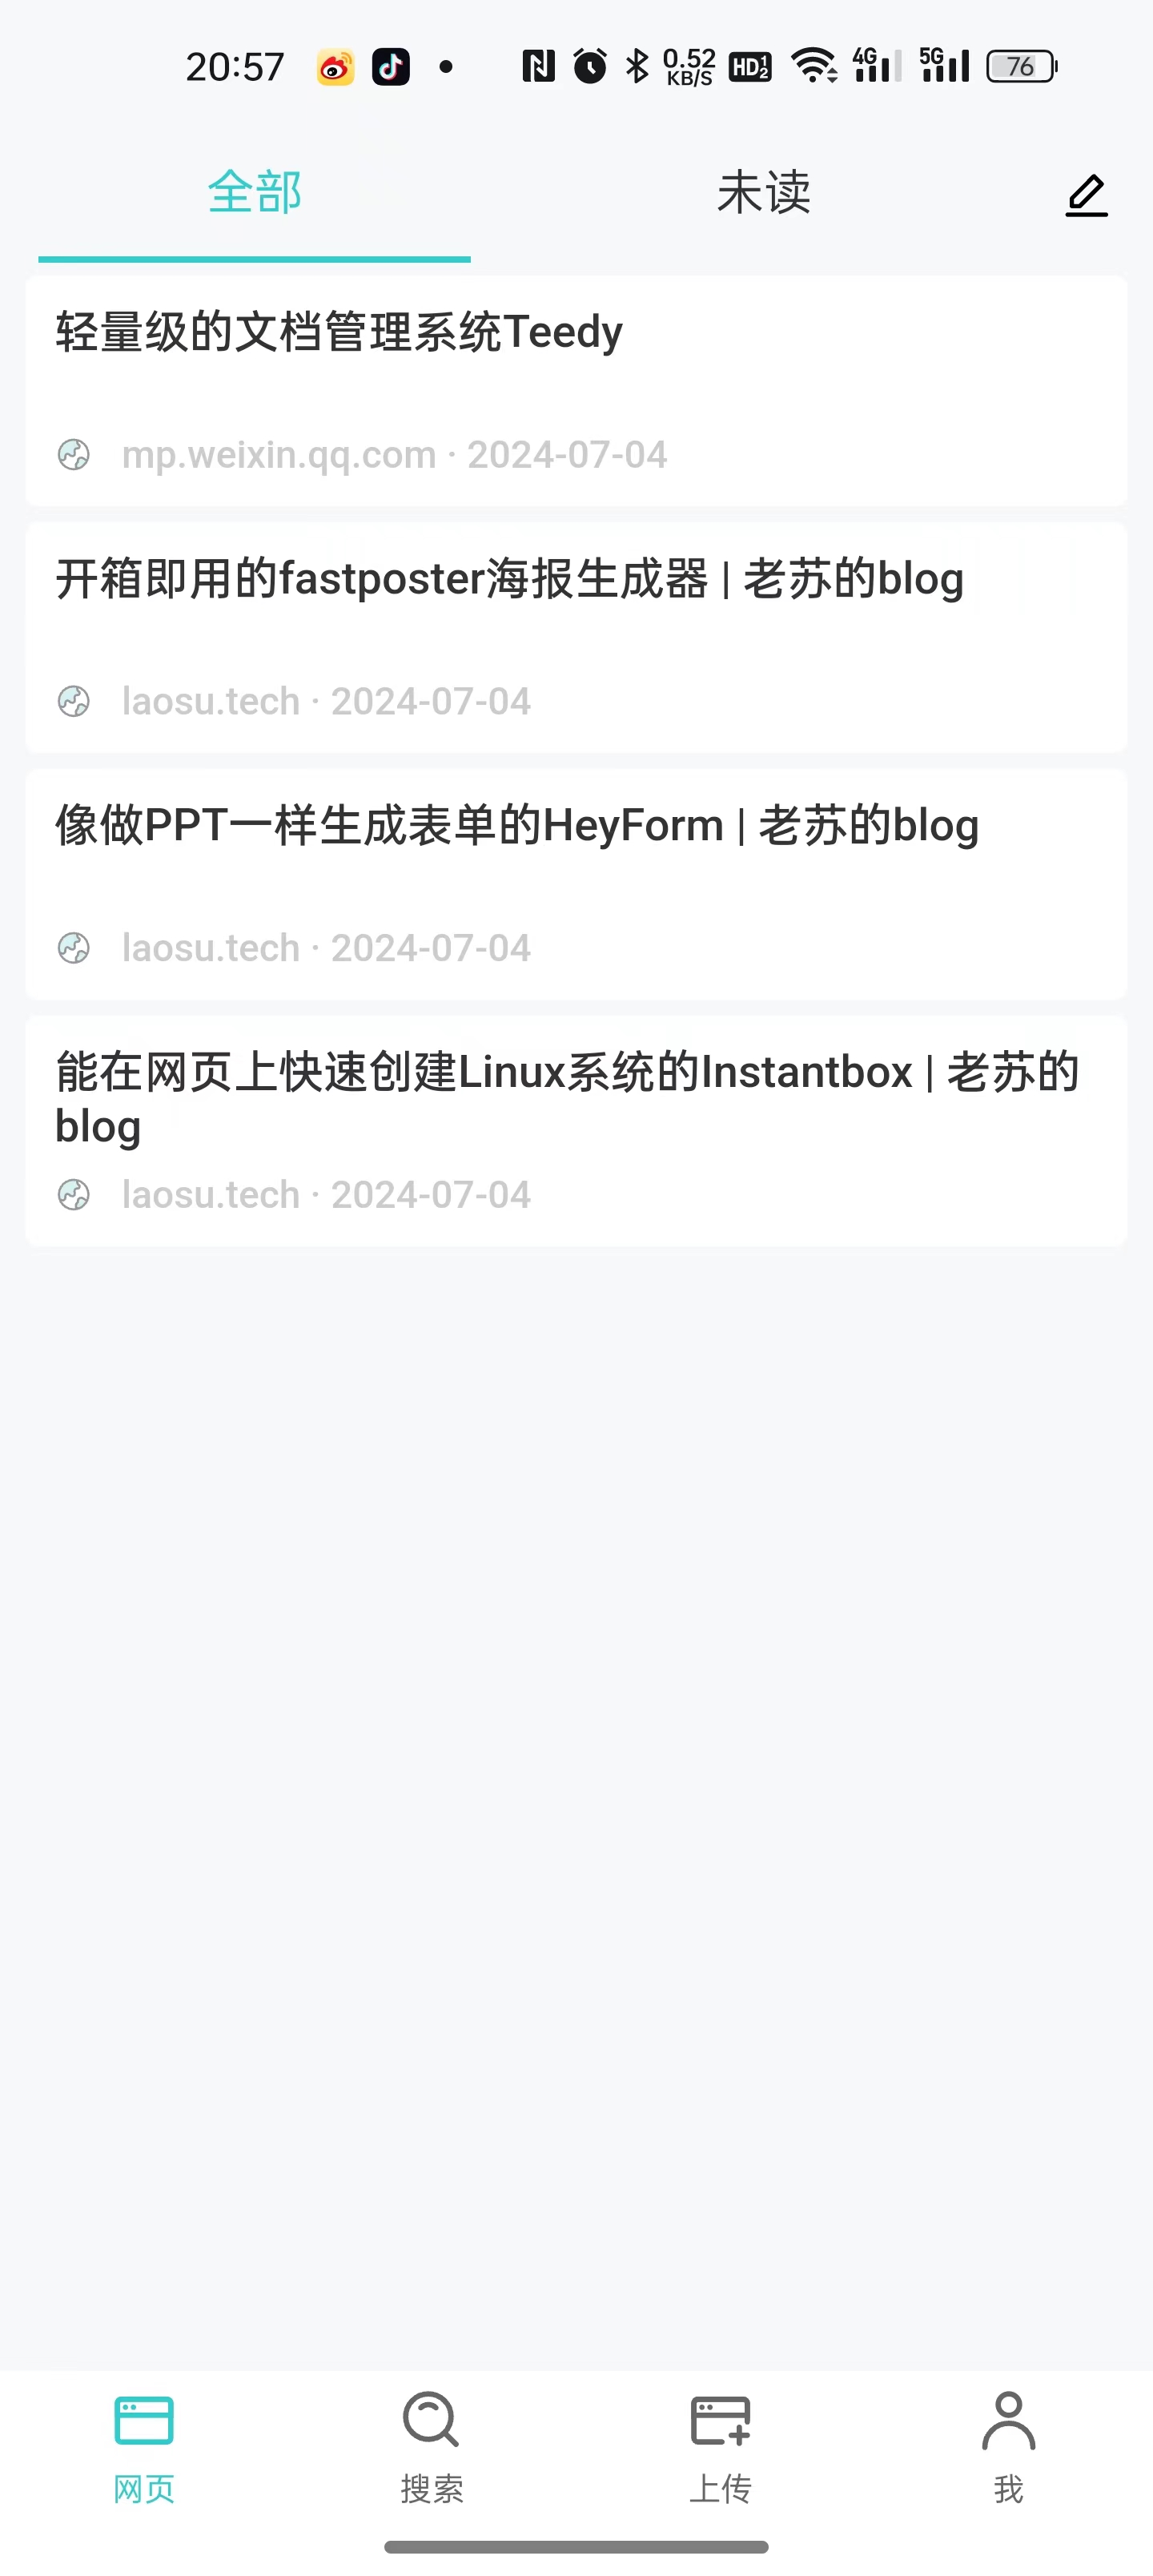 20:57
0.52
KB/S
HD 1 2
4G
5G
76
全部
未读
轻量级的文档管理系统Teedy
mp.weixin.qq.com · 2024-07-04
开箱即用的fastposter海报生成器 | 老苏的blog
laosu.tech · 2024-07-04
像做PPT一样生成表单的HeyForm | 老苏的blog
laosu.tech · 2024-07-04
能在网页上快速创建Linux系统的Instantbox | 老苏的
blog
laosu.tech · 2024-07-04
网页
搜索
上传
我